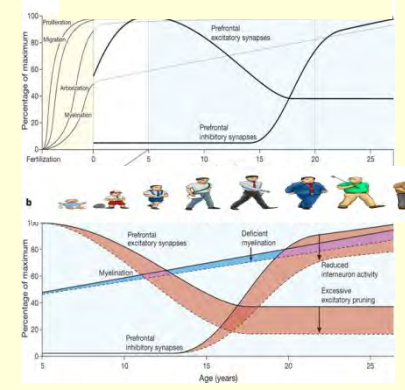 Percentage of maximum
100
80
60
40
20
0
Proliferation
Migration
Arborization
Myelination
Prefrontal
excitatory synapses
Prefrontal
inhibitory synapses
Fertilization
0
5
10
15
20
25
b
Percentage of maximum
100
80
60
40
20
0
Prefrontal
excitatory synapses
Deficient
myelination
Myelination
Reduced
interneuron activity
Excessive
excitatory pruning
Prefrontal
inhibitory synapses
5
10
15
20
25
Age (years)